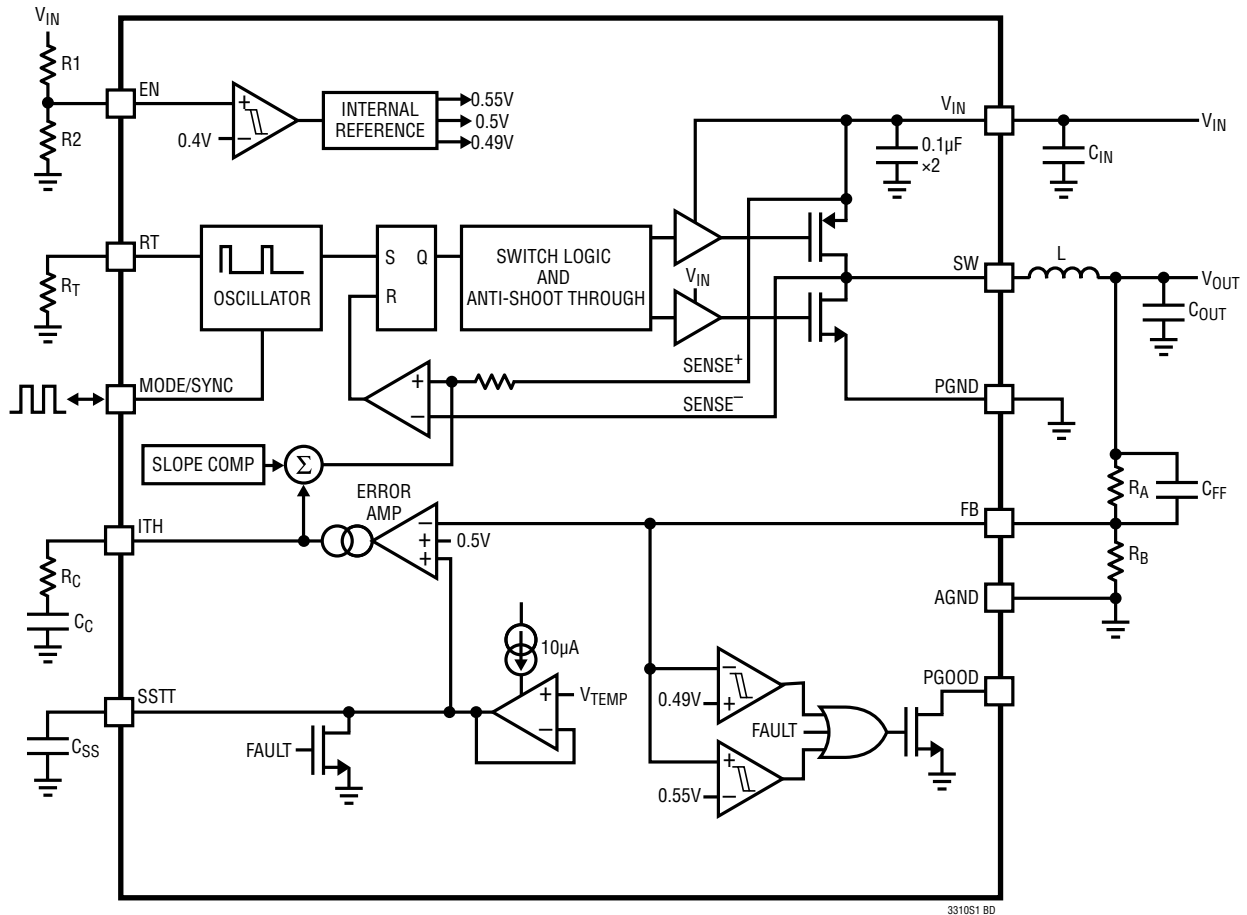 VIN
R1
EN
R2
0.4V
+
−
INTERNAL
REFERENCE
0.55V
0.5V
0.49V
VIN
VIN
0.1µF
×2
CIN
RT
RT
OSCILLATOR
S Q
R
SWITCH LOGIC
AND
ANTI-SHOOT THROUGH
VIN
SW
L
VOUT
COUT
MODE/SYNC
+
−
SENSE+
SENSE−
PGND
SLOPE COMP
Σ
ERROR
AMP
ITH
−
+
+
0.5V
FB
RA
CFF
RB
RC
CC
AGND
10µA
SSTT
CSS
FAULT
+
−
VTEMP
−
+
0.49V
FAULT
+
−
0.55V
PGOOD
3310S1 BD